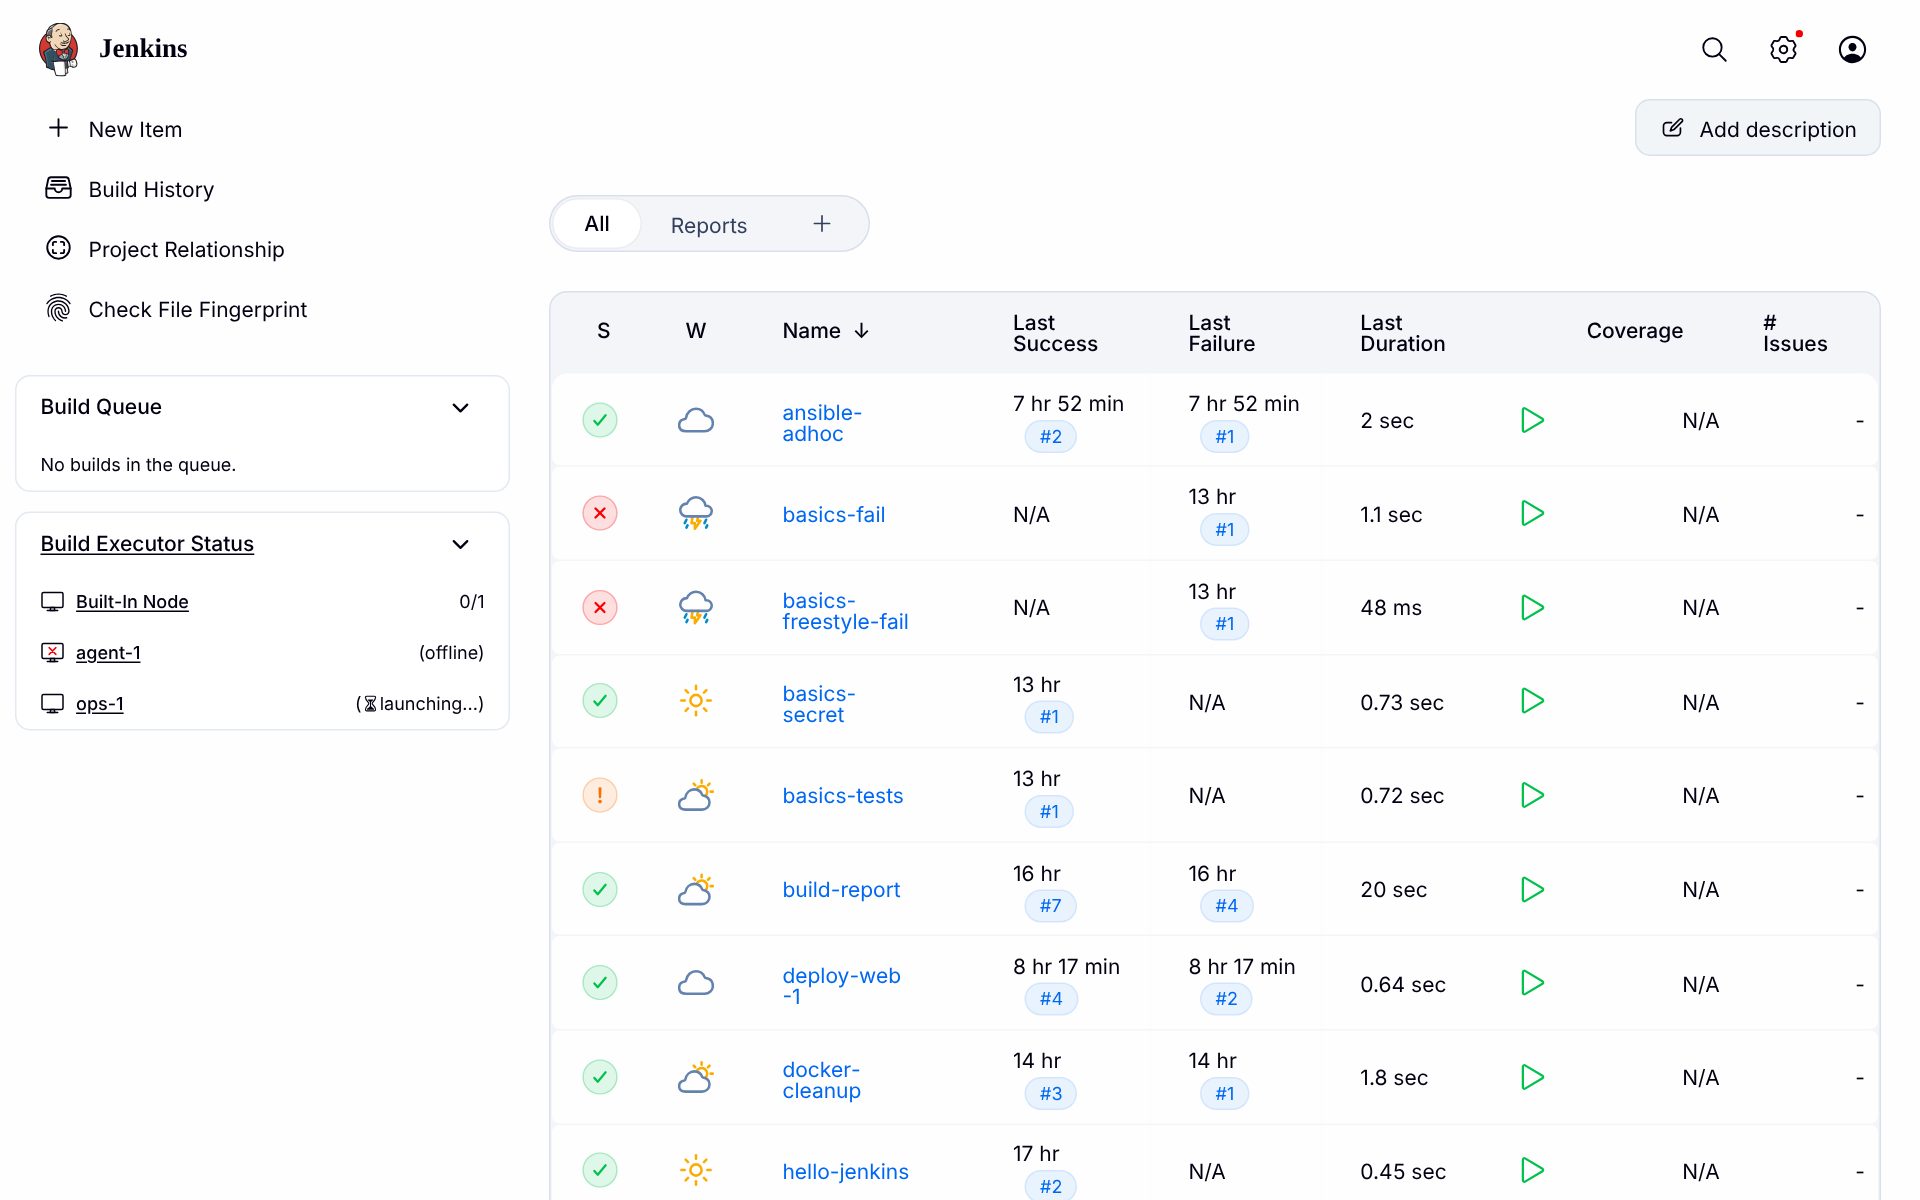 Jenkins
New Item
Build History
Project Relationship
Check File Fingerprint
Build Queue
No builds in the queue.
Build Executor Status
Built-In Node 0/1
agent-1 (offline)
ops-1 (launching...)
Add description
All Reports
S W Name Last Success Last Failure Last Duration Coverage # Issues
ansible-adhoc 7 hr 52 min #2 7 hr 52 min #1 2 sec N/A -
basics-fail N/A 13 hr #1 1.1 sec N/A -
basics-freestyle-fail N/A 13 hr #1 48 ms N/A -
basics-secret 13 hr #1 N/A 0.73 sec N/A -
basics-tests 13 hr #1 N/A 0.72 sec N/A -
build-report 16 hr #7 16 hr #4 20 sec N/A -
deploy-web-1 8 hr 17 min #4 8 hr 17 min #2 0.64 sec N/A -
docker-cleanup 14 hr #3 14 hr #1 1.8 sec N/A -
hello-jenkins 17 hr #2 N/A 0.45 sec N/A -